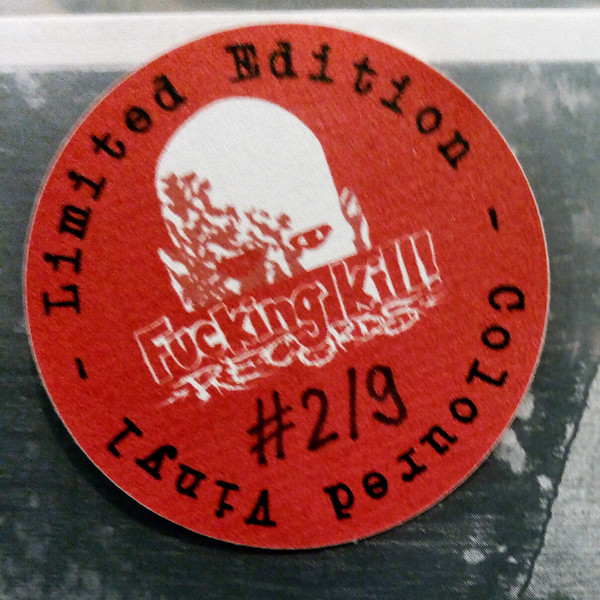 - Limited Edition - Coloured Vinyl
Fucking Kill!
RECORDS
#2/9